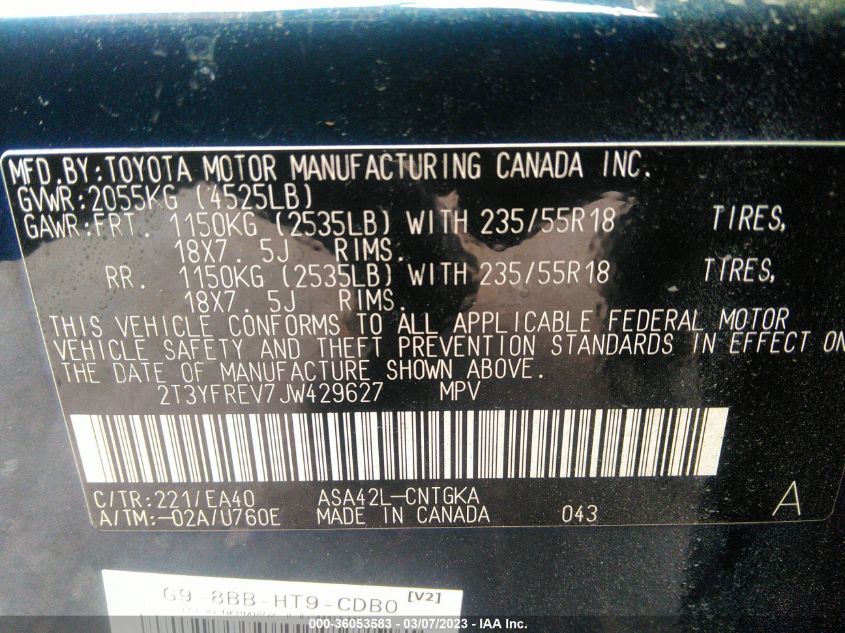 MFD.BY:TOYOTA MOTOR MANUFACTURING CANADA INC.
GVWR:2055KG (4525LB)
GAWR:FRT. 1150KG (2535LB) WITH 235/55R18 TIRES,
18X7.5J RIMS.
RR. 1150KG (2535LB) WITH 235/55R18 TIRES,
18X7.5J RIMS.
THIS VEHICLE CONFORMS TO ALL APPLICABLE FEDERAL MOTOR
VEHICLE SAFETY AND THEFT PREVENTION STANDARDS IN EFFECT ON
THE DATE OF MANUFACTURE SHOWN ABOVE.
2T3YFREV7JW429627 MPV
C/TR:221/EA40 ASA42L-CNTGKA A
A/TM:-02A/U760E MADE IN CANADA 043
G9-8BB-HT9-CDB0 [V2]
000-36053583 - 03/07/2023 - IAA Inc.